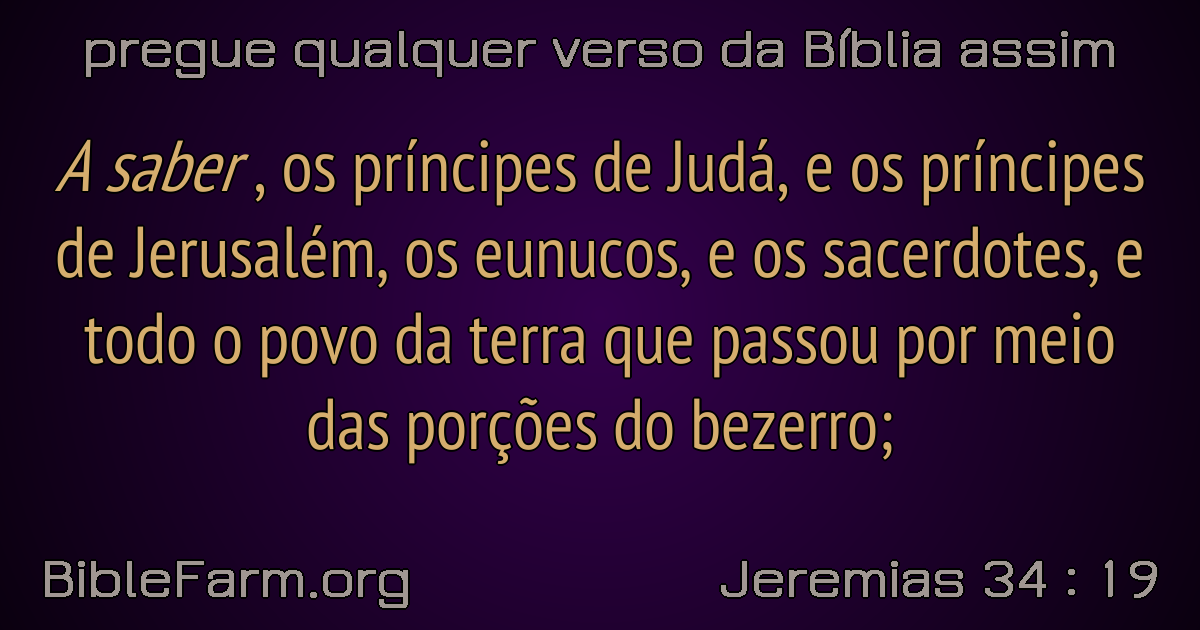 pregue qualquer verso da Bíblia assim
A saber , os príncipes de Judá, e os príncipes
de Jerusalém, os eunucos, e os sacerdotes, e
todo o povo da terra que passou por meio
das porções do bezerro;
BibleFarm.org
Jeremias 34 : 19